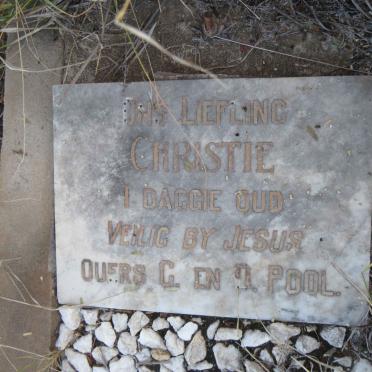 ONS LIEFLING
CHRISTIE
1 DAGGIE OUD
VEILIG BY JESUS
OUERS C. EN D. POOL.